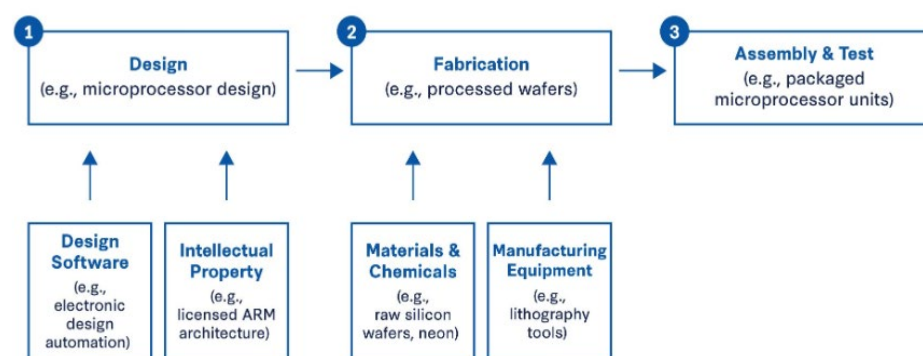 1
Design
(e.g., microprocessor design)
2
Fabrication
(e.g., processed wafers)
3
Assembly & Test
(e.g., packaged
microprocessor units)
Design
Software
(e.g.,
electronic
design
automation)
Intellectual
Property
(e.g.,
licensed ARM
architecture)
Materials &
Chemicals
(e.g.,
raw silicon
wafers, neon)
Manufacturing
Equipment
(e.g.,
lithography
tools)